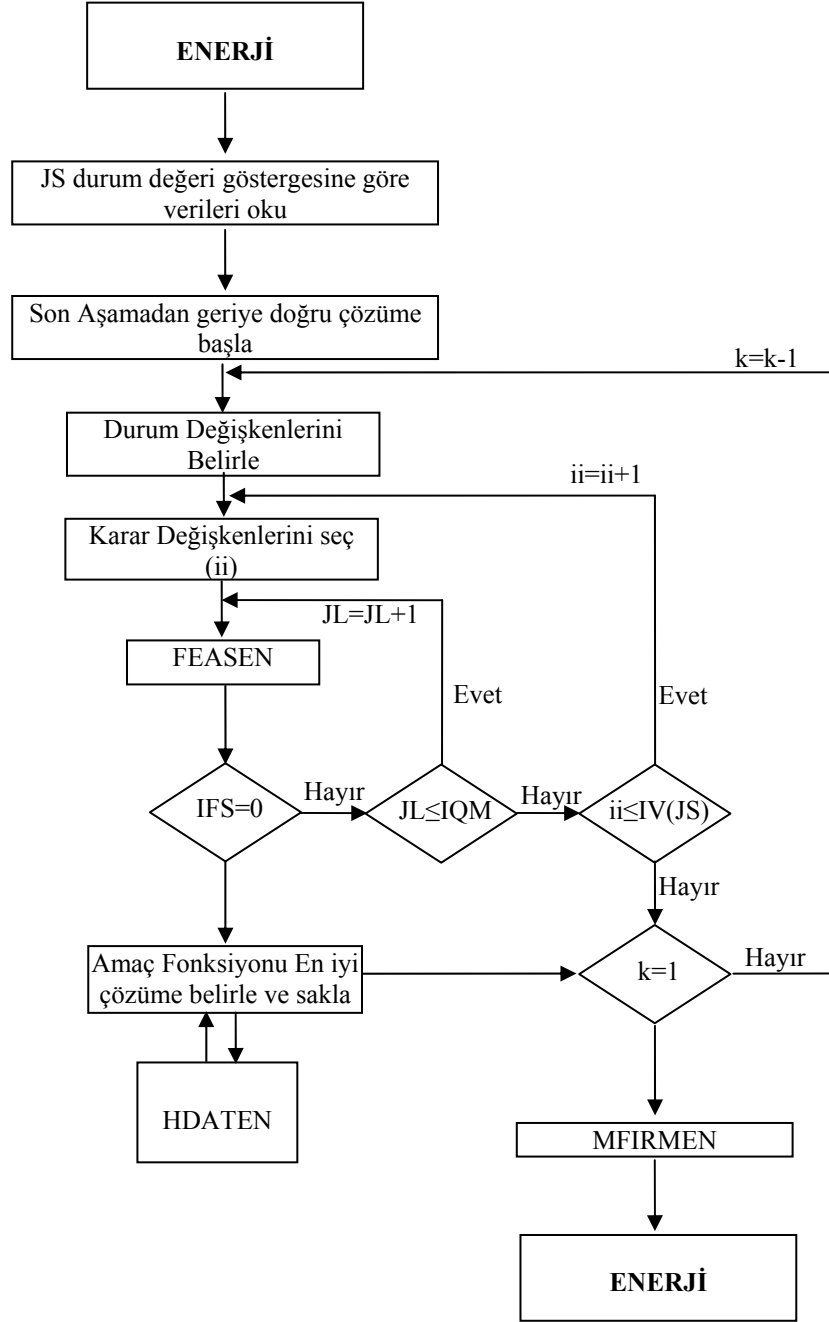 ENERJİ
JS durum değeri göstergesine göre
verileri oku
Son Aşamadan geriye doğru çözüme
başla
k=k-1
Durum Değişkenlerini
Belirle
ii=ii+1
Karar Değişkenlerini seç
(ii)
JL=JL+1
FEASEN
Evet
Evet
IFS=0
Hayır
JL≤IQM
Hayır
ii≤IV(JS)
Hayır
Amaç Fonksiyonu En iyi
çözüme belirle ve sakla
k=1
Hayır
HDATEN
MFIRMEN
ENERJİ